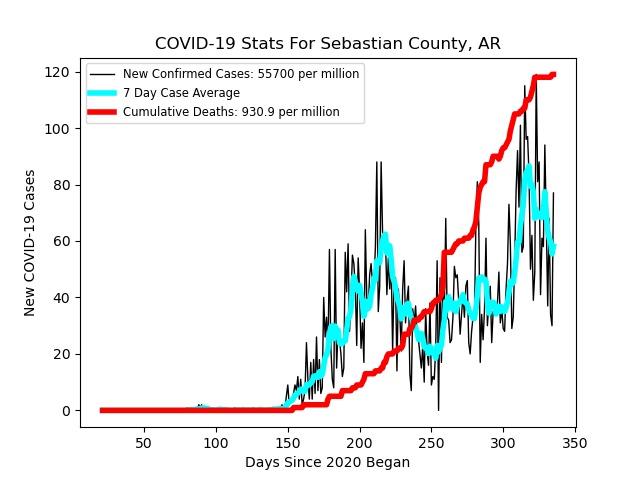 COVID-19 Stats For Sebastian County, AR
New Confirmed Cases: 55700 per million
7 Day Case Average
Cumulative Deaths: 930.9 per million
New COVID-19 Cases
120
100
80
60
40
20
0
50 100 150 200 250 300 350
Days Since 2020 Began